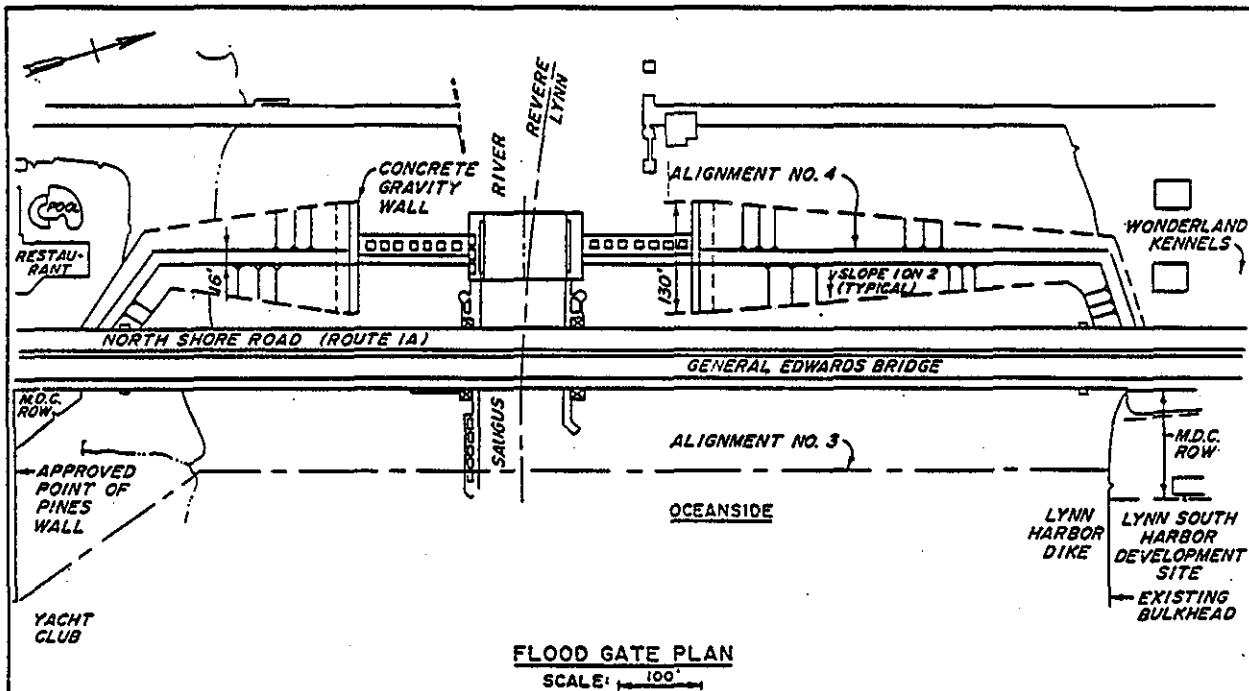 REVERE
LYNN
RIVER
CONCRETE
GRAVITY
WALL
ALIGNMENT NO. 4
POOL
RESTAU-
RANT
WONDERLAND
KENNELS
16'
130'
SLOPE 1 ON 2
(TYPICAL)
NORTH SHORE ROAD (ROUTE 1A)
GENERAL EDWARDS BRIDGE
M.D.C.
ROW
SAUGUS
ALIGNMENT NO. 3
M.D.C.
ROW
APPROVED
POINT OF
PINES
WALL
OCEANSIDE
LYNN
HARBOR
DIKE
LYNN SOUTH
HARBOR
DEVELOPMENT
SITE
EXISTING
BULKHEAD
YACHT
CLUB
FLOOD GATE PLAN
SCALE: 100'